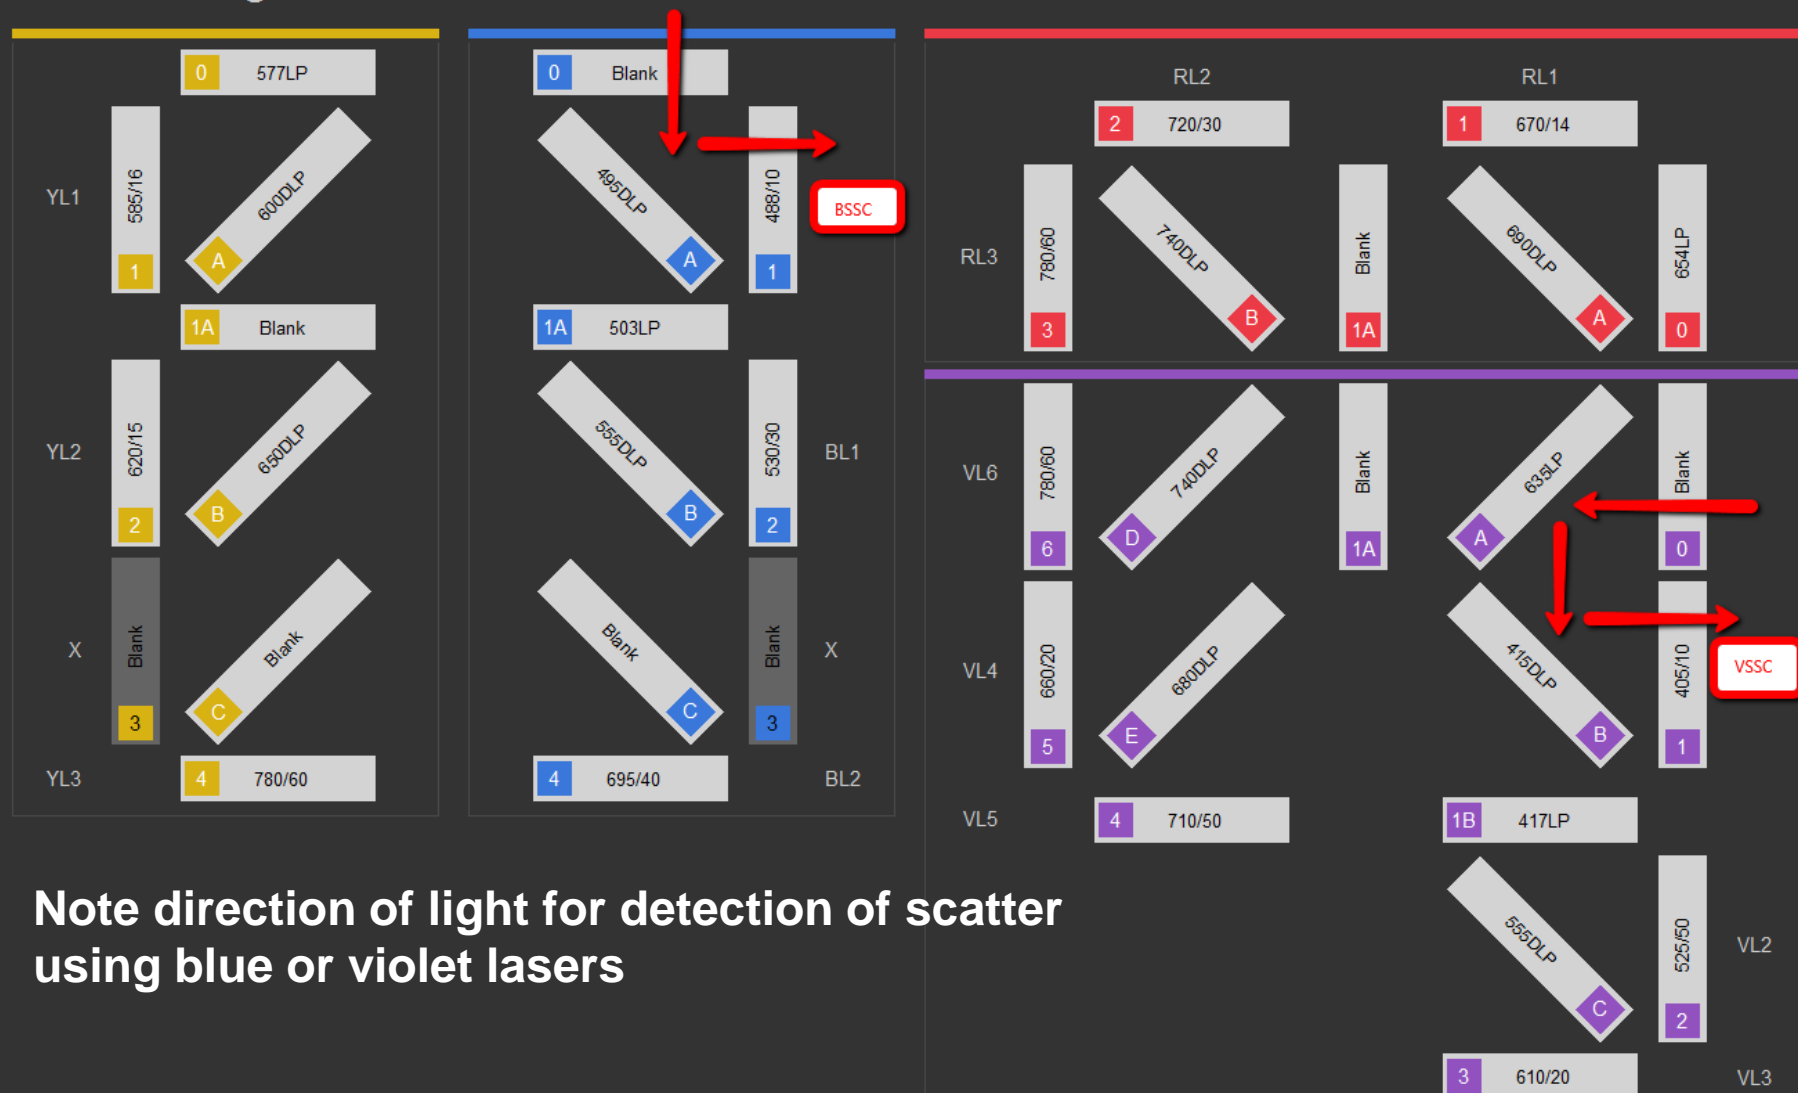 0 577LP
YL1
585/16
1
600DLP
A
1A Blank
YL2
620/15
2
650DLP
B
X
Blank
3
Blank
C
YL3
4 780/60
0 Blank
495DLP
A
488/10
1
BSSC
1A 503LP
555DLP
B
530/30
2
BL1
Blank
C
Blank
3
X
4 695/40
BL2
RL2
RL1
2 720/30
1 670/14
RL3
780/60
3
740DLP
B
Blank
1A
690DLP
A
654LP
0
VL6
780/60
6
740DLP
D
Blank
1A
635LP
A
Blank
0
VL4
660/20
5
680DLP
E
415DLP
B
405/10
1
VSSC
VL5
4 710/50
1B 417LP
555DLP
C
525/50
2
VL2
3 610/20
VL3
Note direction of light for detection of scatter
using blue or violet lasers